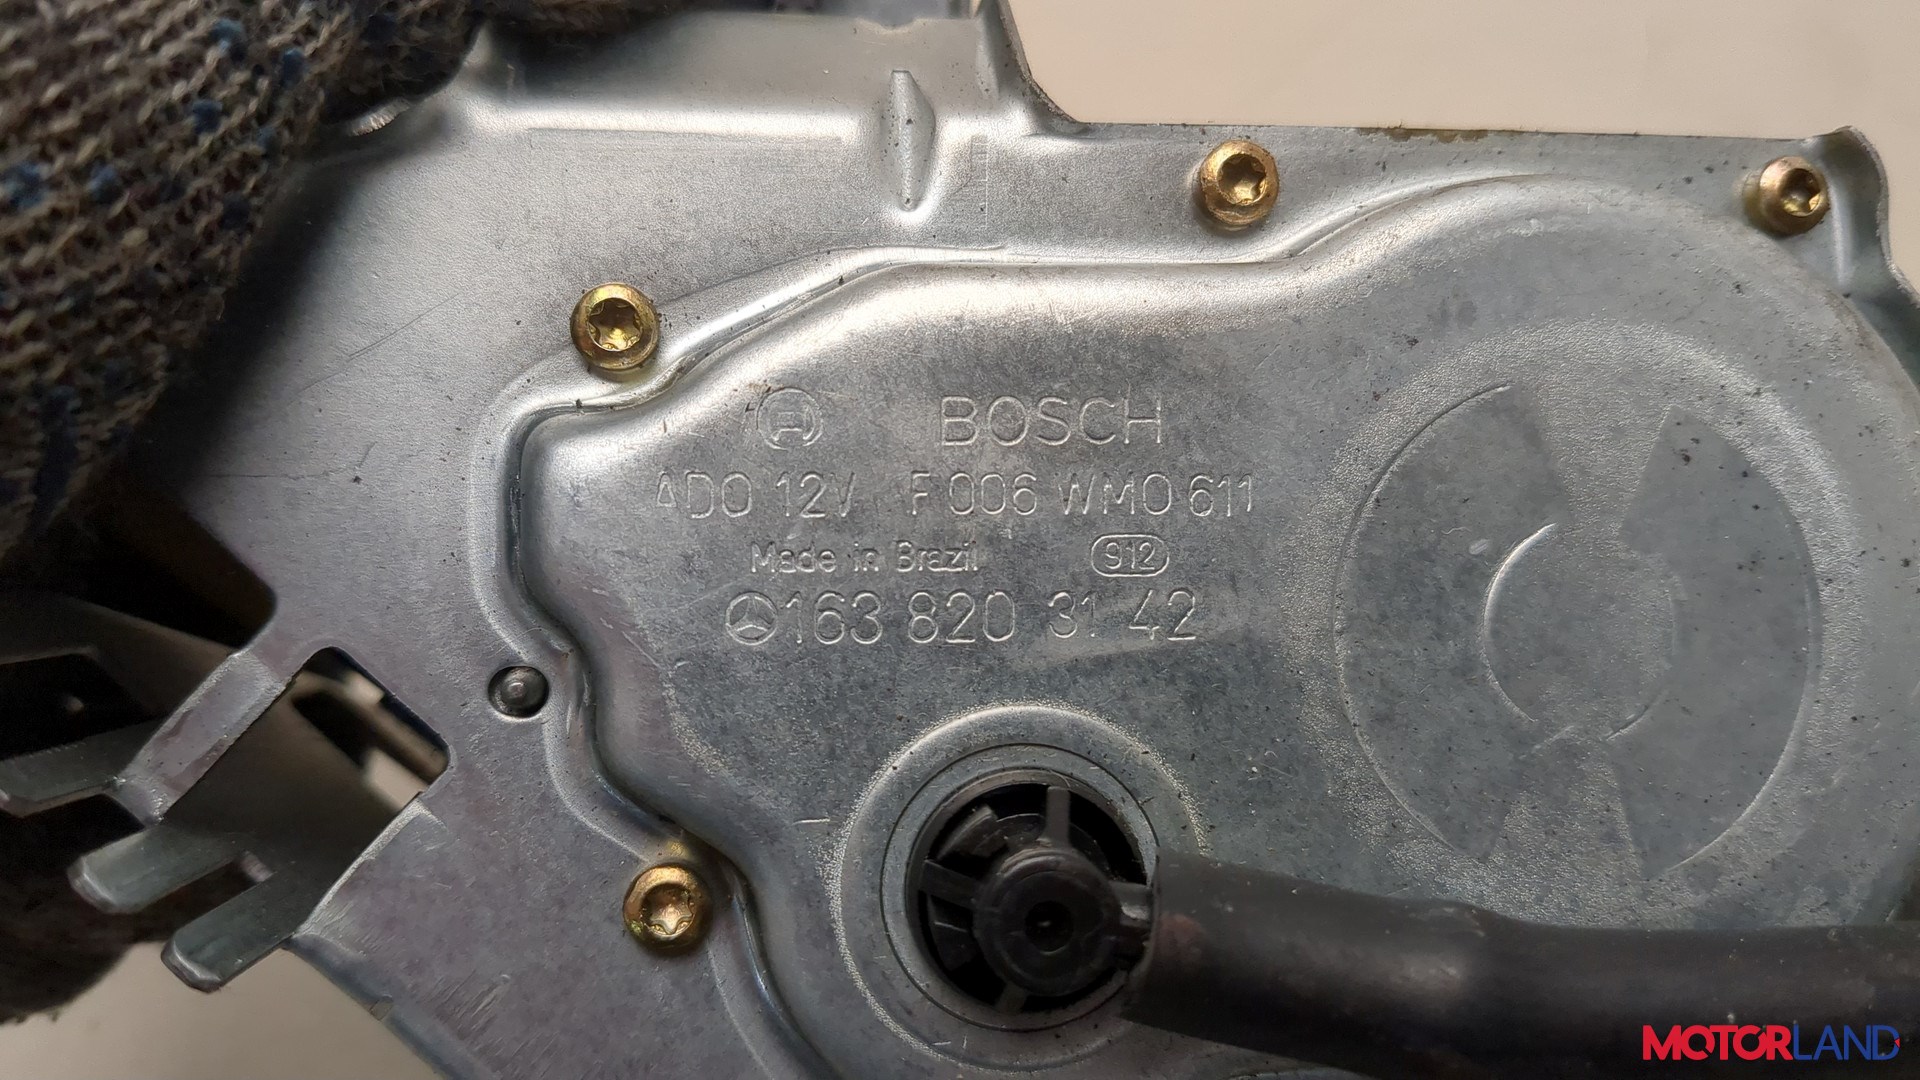 BOSCH
ADO 12V F 006 WM0 611
Made in Brazil 912
163 820 31 42
MOTORLAND